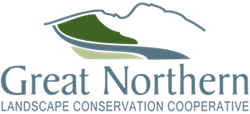 Great Northern
LANDSCAPE CONSERVATION COOPERATIVE